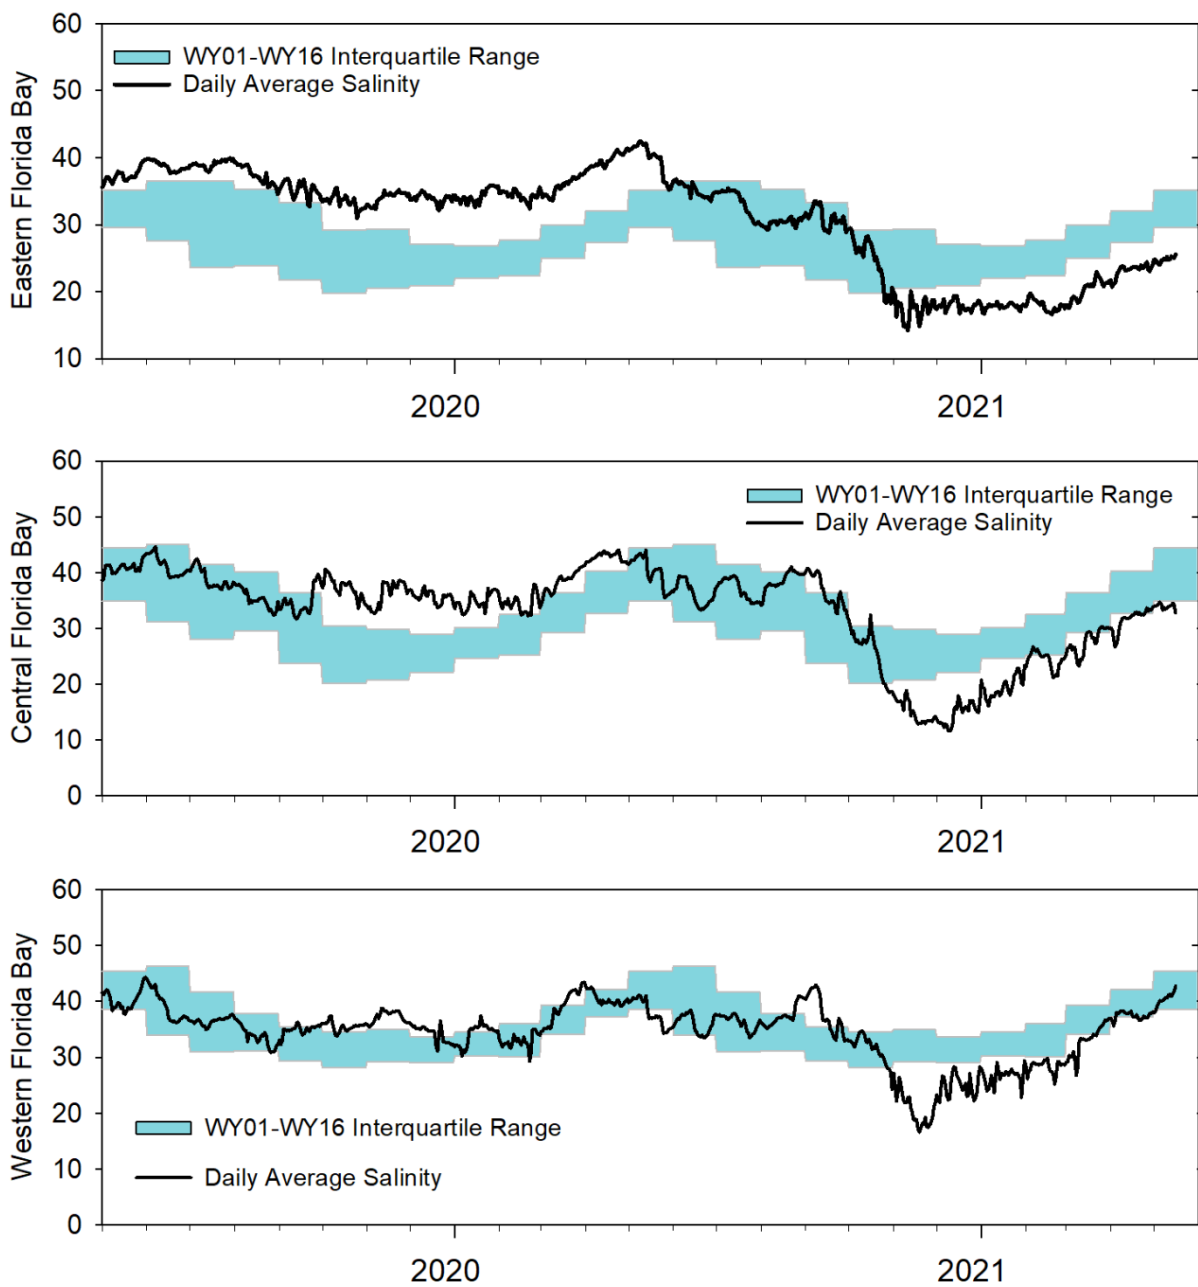 60
WY01-WY16 Interquartile Range
50
Daily Average Salinity
40
30
20
10
Eastern Florida Bay
2020
2021
60
50
WY01-WY16 Interquartile Range
Daily Average Salinity
40
30
20
10
0
Central Florida Bay
2020
2021
60
50
40
30
20
WY01-WY16 Interquartile Range
10
Daily Average Salinity
0
Western Florida Bay
2020
2021